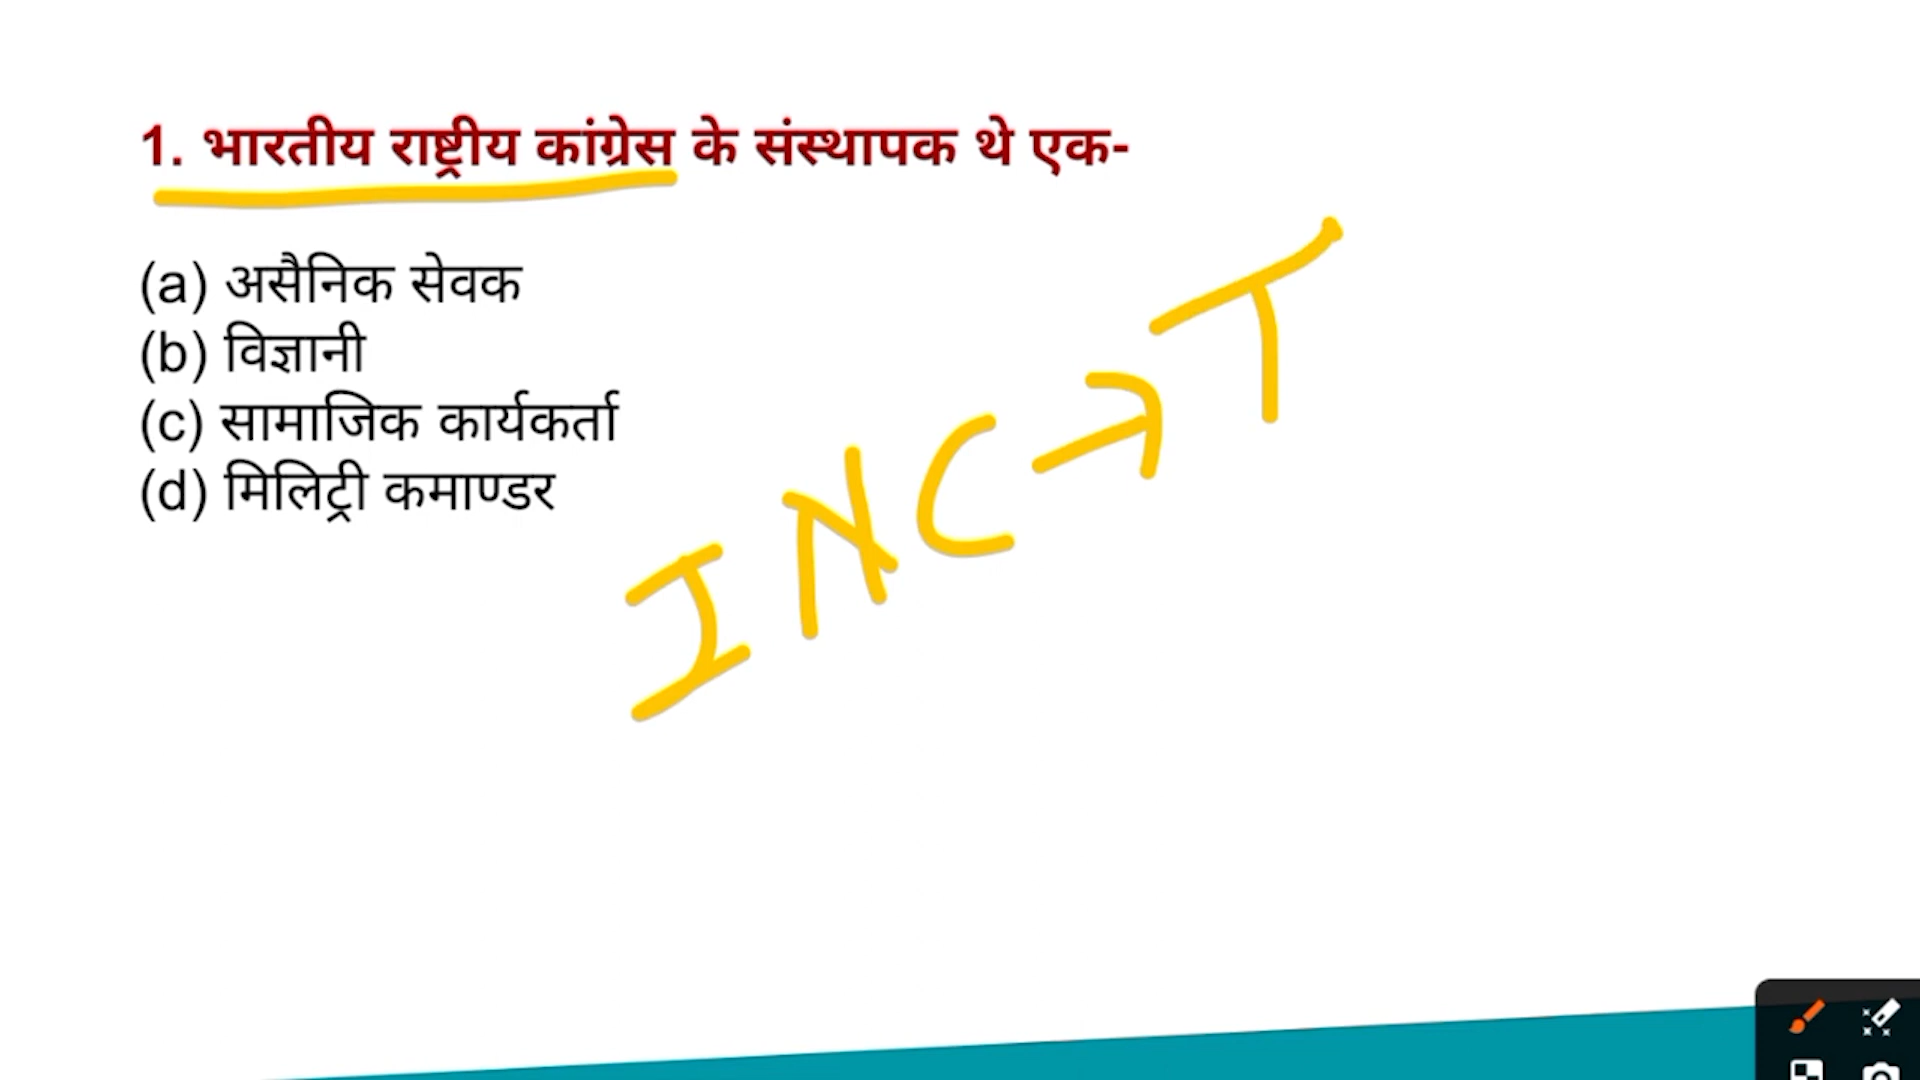 1. भारतीय राष्ट्रीय कांग्रेस के संस्थापक थे एक-
(a) असैनिक सेवक
(b) विज्ञानी
(c) सामाजिक कार्यकर्ता
(d) मिलिट्री कमाण्डर
INC → T